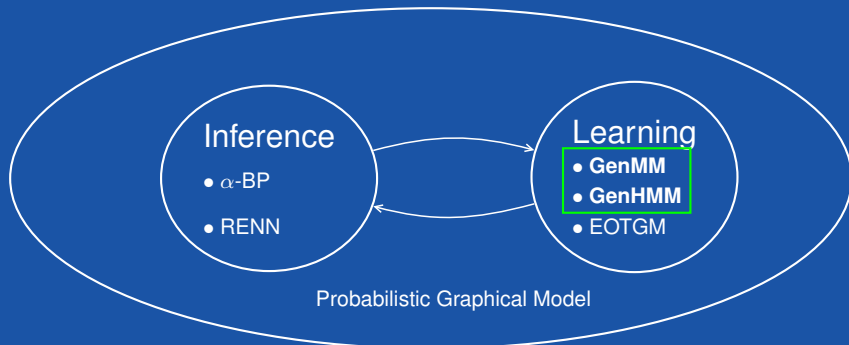 Inference
● α-BP
● RENN
Learning
● GenMM
● GenHMM
● EOTGM
Probabilistic Graphical Model